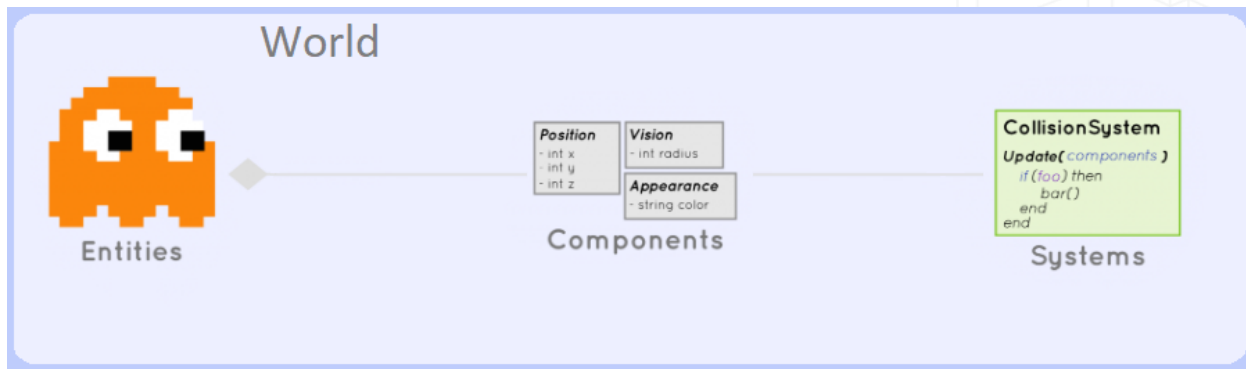 World
Entities
Position
- int x
- int y
- int z
Vision
- int radius
Appearance
- string color
Components
CollisionSystem
Update( components )
if (foo) then
bar()
end
end
Systems